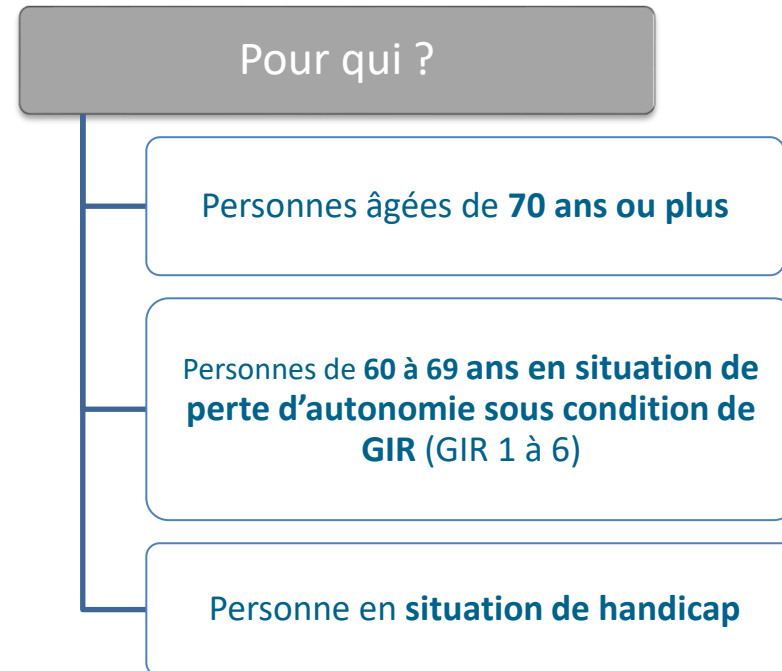 Pour qui ?
Personnes âgées de 70 ans ou plus
Personnes de 60 à 69 ans en situation de
perte d’autonomie sous condition de
GIR (GIR 1 à 6)
Personne en situation de handicap